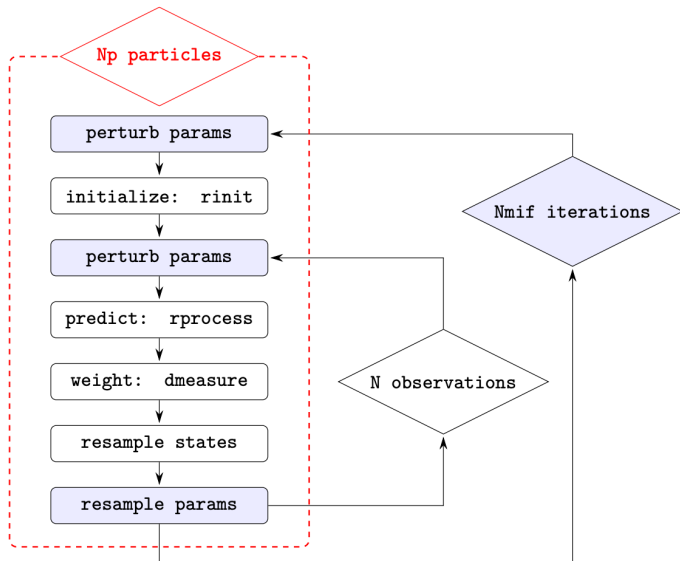 Np particles
perturb params
initialize: rinit
perturb params
predict: rprocess
weight: dmeasure
resample states
resample params
N observations
Nmif iterations